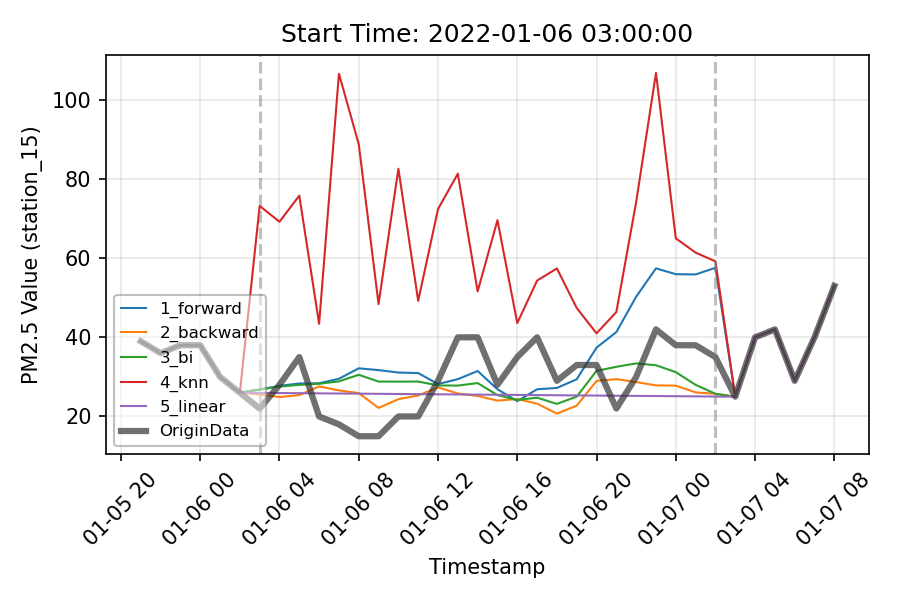 Start Time: 2022-01-06 03:00:00
PM2.5 Value (station_15)
100
80
60
40
20
1_forward
2_backward
3_bi
4_knn
5_linear
OriginData
01-05 20
01-06 00
01-06 04
01-06 08
01-06 12
01-06 16
01-06 20
01-07 00
01-07 04
01-07 08
Timestamp